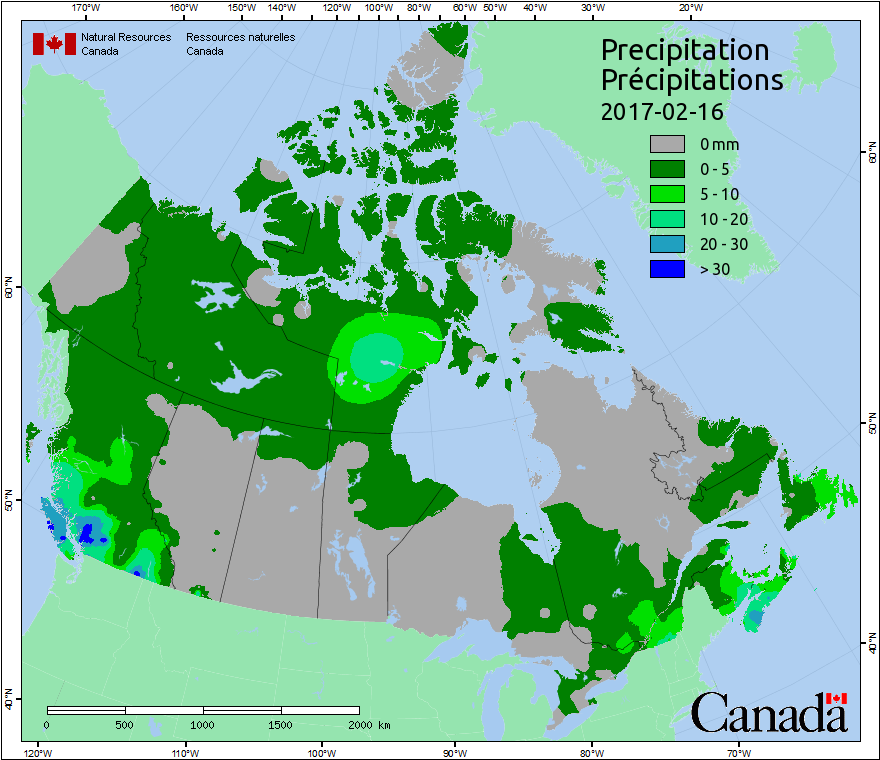 170°W 160°W 150°W 140°W 120°W 100°W 80°W 60°W 50°W 40°W 30°W 20°W
Natural Resources Ressources naturelles
Canada Canada
Precipitation
Précipitations
2017-02-16
0 mm
0 - 5
5 - 10
10 - 20
20 - 30
> 30
60°N
50°N
40°N
60°N
50°N
40°N
0 500 1000 1500 2000 km
Canada
120°W 110°W 100°W 90°W 80°W 70°W